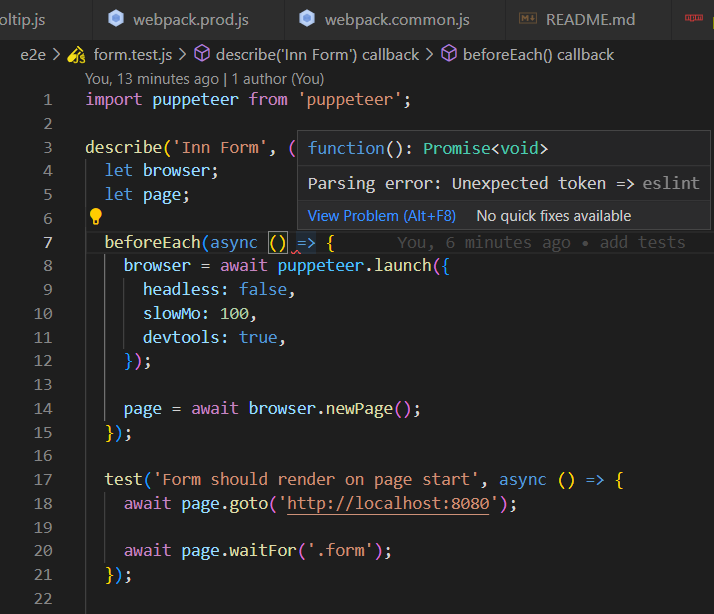 oltip.js webpack.prod.js webpack.common.js README.md npm
e2e > form.test.js > describe('Inn Form') callback > beforeEach() callback
You, 13 minutes ago | 1 author (You)
1 import puppeteer from 'puppeteer';
2
3 describe('Inn Form', (
function(): Promise<void>
4 let browser;
Parsing error: Unexpected token => eslint
5 let page;
View Problem (Alt+F8) No quick fixes available
6
7 beforeEach(async () => { You, 6 minutes ago • add tests
8 browser = await puppeteer.launch({
9 headless: false,
10 slowMo: 100,
11 devtools: true,
12 });
13
14 page = await browser.newPage();
15 });
16
17 test('Form should render on page start', async () => {
18 await page.goto('http://localhost:8080');
19
20 await page.waitFor('.form');
21 });
22